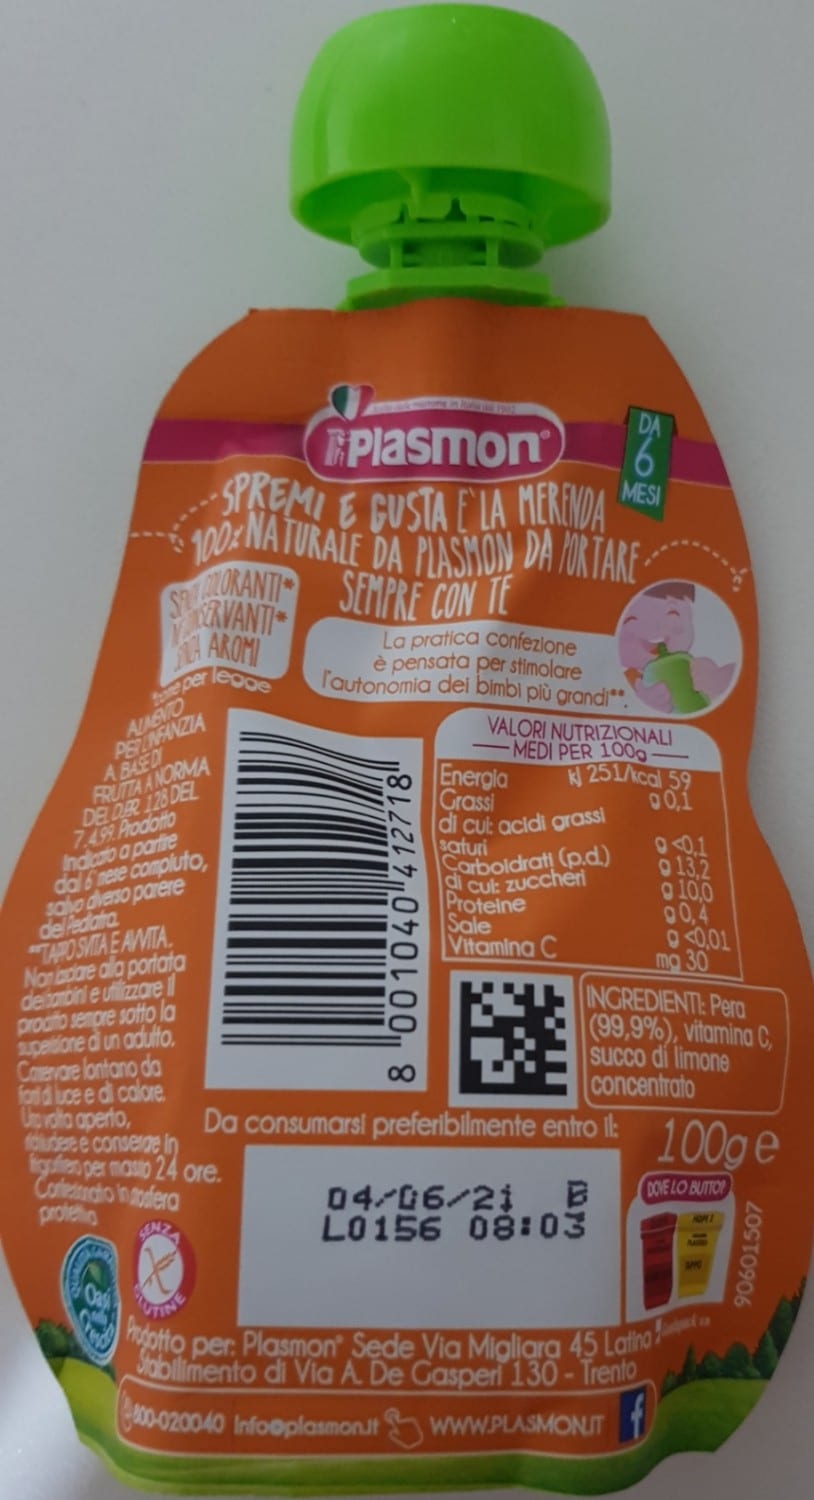 Plasmon®
DA
6
MESI
SPREMI E GUSTA E` LA MERENDA
100% NATURALE DA PLASMON DA PORTARE
SEMPRE CON TE
COLORANTI*
AROMI
per legge
La pratica confezione
è pensata per stimolare
l'autonomia dei bimbi più grandi**.
ALIMENTO
PER L'INFANZIA
A BASE DI
FRUTTA A NORMA
DEL D.P.R. 128 DEL
7.4.99. Prodotto
Indicato a partire
dal 6° mese compiuto,
salvo diverso parere
del Pediatra.
**TAPPO SVITA E AVVITA.
Non lasciare alla portata
dei bambini e utilizzare il
prodotto sempre sotto la
supervisione di un adulto.
Conservare lontano da
fonti di luce e di calore.
Una volta aperto,
richiudere e conservare in
frigorifero per massimo 24 ore.
Confezionato in atmosfera
protettiva.
8 001040 412718
VALORI NUTRIZIONALI
MEDI PER 100g
Energia kJ 251/kcal 59
Grassi g 0,1
di cui: acidi grassi
saturi g <0,1
Carboidrati (p.d.) g 13,2
di cui: zuccheri g 10,0
Proteine g 0,4
Sale g <0,01
Vitamina C mg 30
INGREDIENTI: Pera
(99,9%), vitamina C,
succo di limone
concentrato
Da consumarsi preferibilmente entro il:
100g e
04/06/21 E
L0156 08:03
DOVE LO BUTTO?
TAPPO
90601507
SENZA
GLUTINE
Oasi
Prodotto per: Plasmon® Sede Via Migliara 45 Latina
Stabilimento di Via A. De Gasperi 130 - Trento
800-020040 Info@plasmon.it WWW.PLASMON.IT f